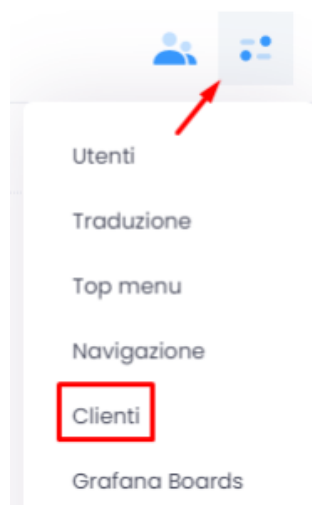 Utenti
Traduzione
Top menu
Navigazione
Clienti
Grafana Boards